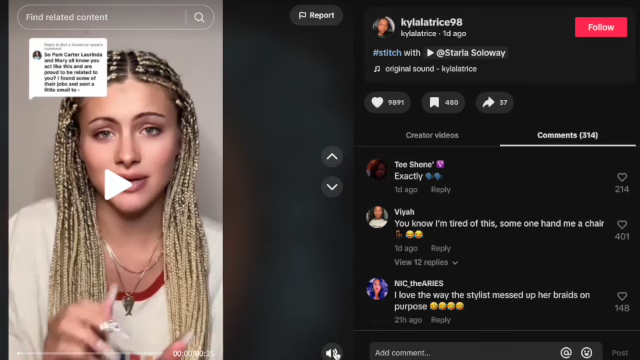 Find related content
Report
So Pam Carter Laurinda
and Mary all know you
act like this and are
proud to be related to
you? I found some of
their jobs and sent a
little email to -
00:00/00:35
kylalatrice98
kylalatrice · 1d ago
Follow
#stitch with ▶ @Starla Soloway
♫ original sound - kylalatrice
9891
480
37
Creator videos
Comments (314)
Tee Shene’
Exactly 🗣🗣
1d ago Reply
214
Viyah
You know I'm tired of this, some one hand me a chair
🪑😂😂
1d ago Reply
401
View 12 replies
NIC_theARIES
I love the way the stylist messed up her braids on
purpose 🤣🤣🤣🤣
21h ago Reply
148
Add comment...
@
Post